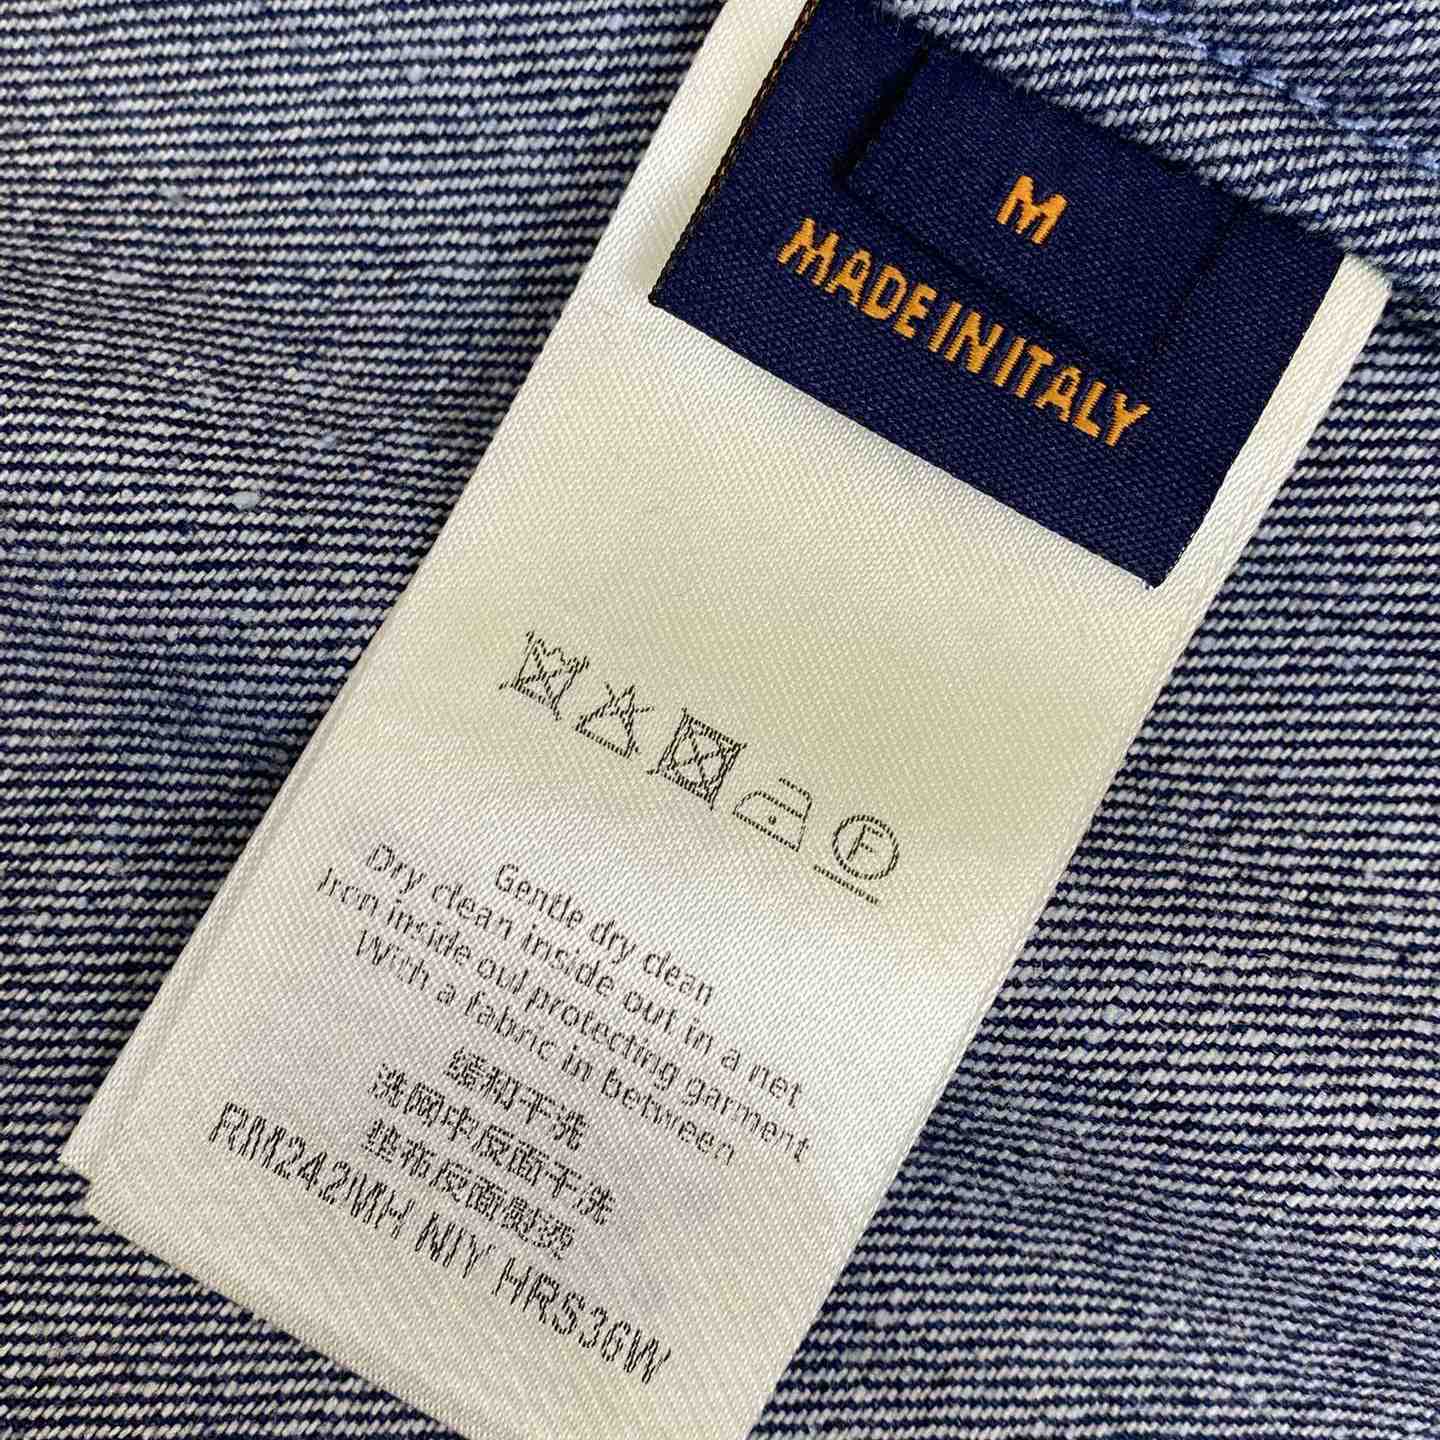 M
MADE IN ITALY
F
Gentle dry clean
Dry clean inside out in a net
Iron inside out protecting garment
With a fabric in between
缓和干洗
洗网中反面干洗
垫布反面熨烫
RM242MH NIY HRS36W